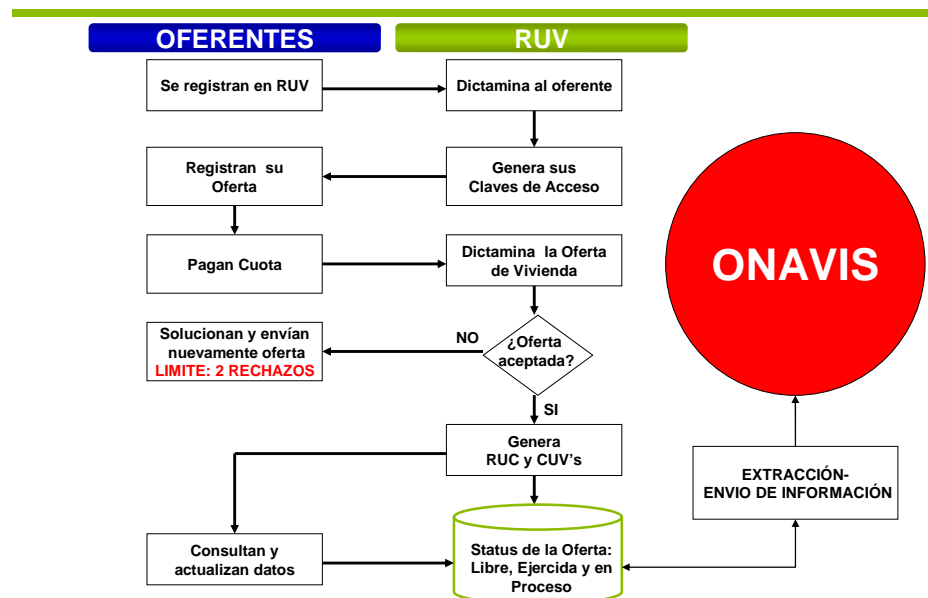 OFERENTES
RUV
Se registran en RUV
Dictamina al oferente
Registran su
Oferta
Genera sus
Claves de Acceso
Pagan Cuota
Dictamina la Oferta
de Vivienda
ONAVIS
Solucionan y envían
nuevamente oferta
LIMITE: 2 RECHAZOS
NO
¿Oferta
aceptada?
SI
Genera
RUC y CUV's
EXTRACCIÓN-
ENVIO DE INFORMACIÓN
Consultan y
actualizan datos
Status de la Oferta:
Libre, Ejercida y en
Proceso